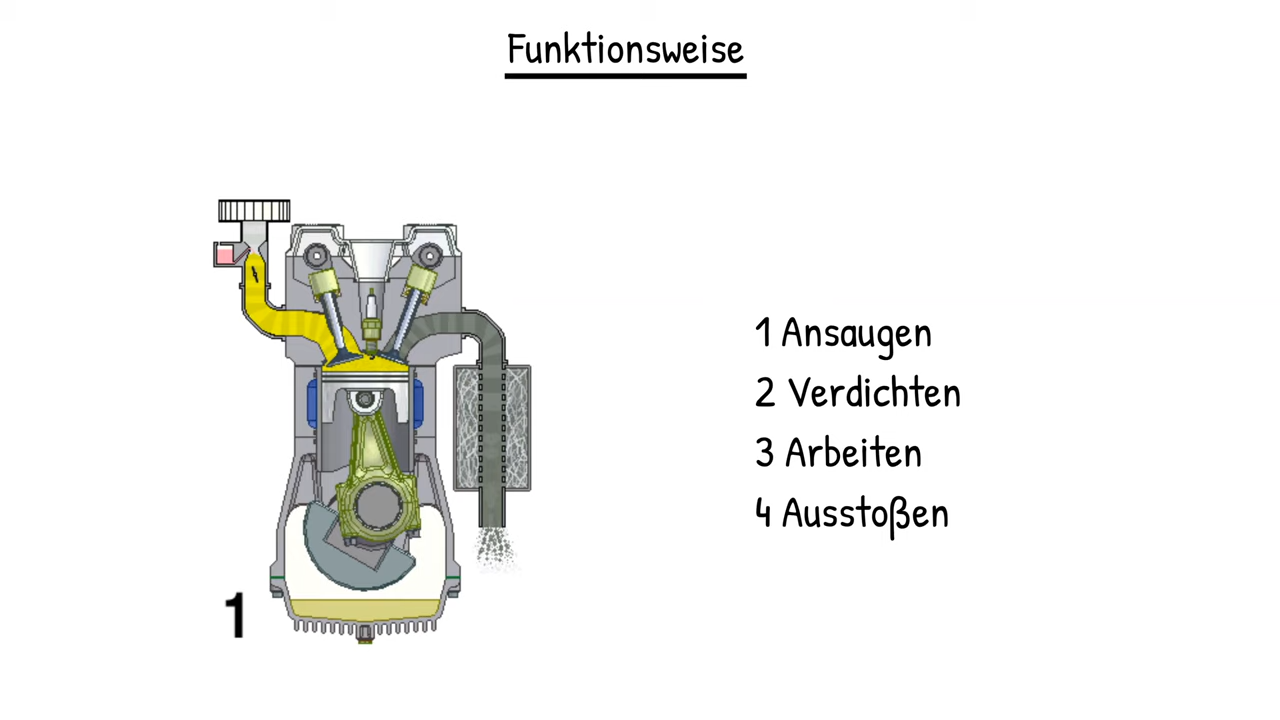 Funktionsweise
1 Ansaugen
2 Verdichten
3 Arbeiten
4 Ausstoßen
1